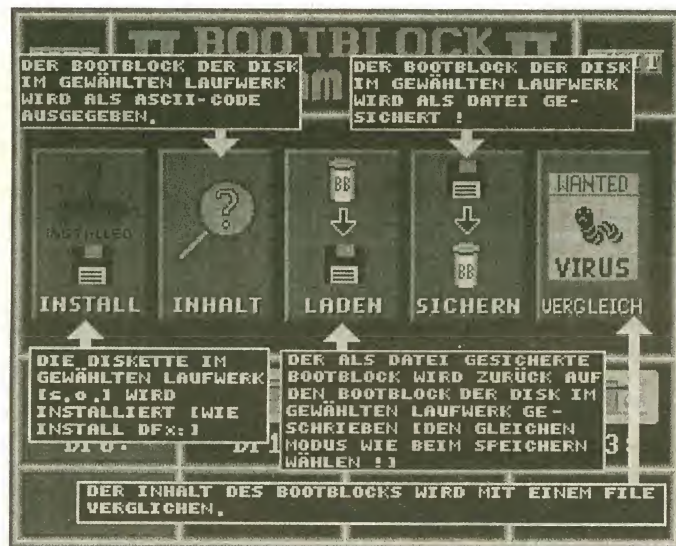 BOOTBLOCK
DER BOOTBLOCK DER DISK
IM GEWÄHLTEN LAUFWERK
WIRD ALS ASCII-CODE
AUSGEGEBEN.
DER BOOTBLOCK DER DISK
IM GEWÄHLTEN LAUFWERK
WIRD ALS DATEI GE-
SICHERT !
INSTALLED
INSTALL
?
INHALT
BB
LADEN
BB
SICHERN
WANTED
VIRUS
VERGLEICH
DIE DISKETTE IM
GEWÄHLTEN LAUFWERK
[s.o.] WIRD
INSTALLIERT [WIE
INSTALL DFx:]
DER ALS DATEI GESICHERTE
BOOTBLOCK WIRD ZURÜCK AUF
DEN BOOTBLOCK DER DISK IM
GEWÄHLTEN LAUFWERK GE-
SCHRIEBEN [DEN GLEICHEN
MODUS WIE BEIM SPEICHERN
WÄHLEN !]
DER INHALT DES BOOTBLOCKS WIRD MIT EINEM FILE
VERGLICHEN.